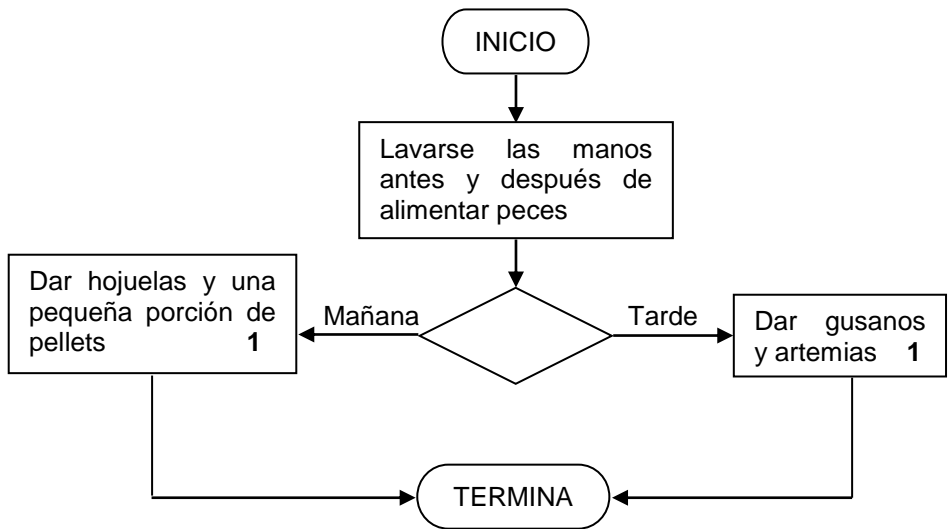 INICIO
Lavarse las manos
antes y después de
alimentar peces
Dar hojuelas y una
pequeña porción de
pellets 1
Mañana
Tarde
Dar gusanos
y artemias 1
TERMINA